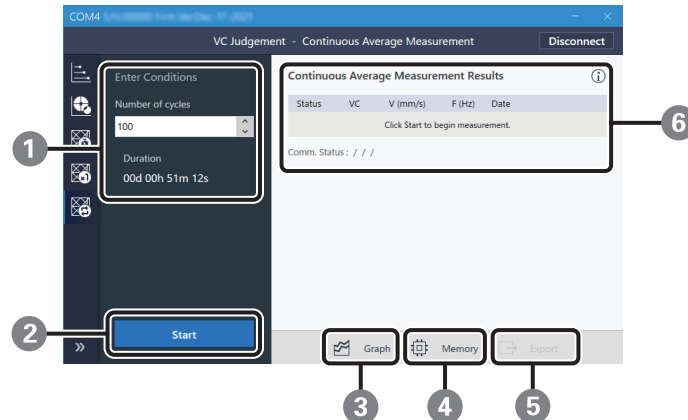 COM4
VC Judgement - Continuous Average Measurement
Disconnect
Enter Conditions
Number of cycles
100
Duration
00d 00h 51m 12s
Start
Continuous Average Measurement Results
Status VC V (mm/s) F (Hz) Date
Click Start to begin measurement.
Comm. Status : / / /
Graph
Memory
Export
1
2
3
4
5
6